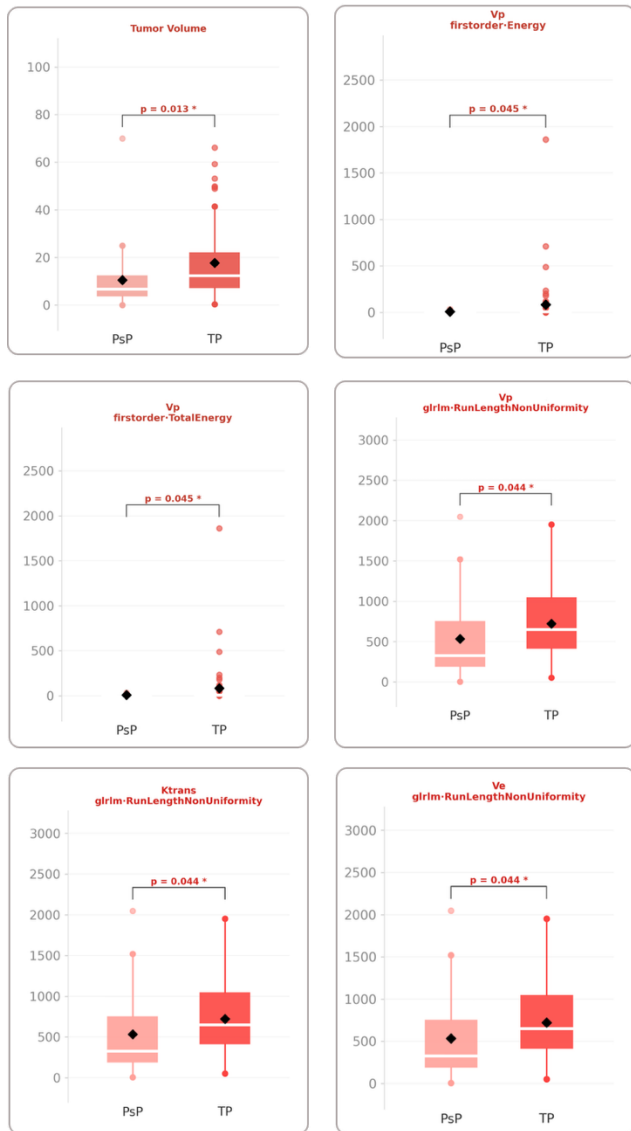 Tumor Volume
100
80
60
40
20
0
p = 0.013 *
PsP TP
Vp
firstorder·Energy
2500
2000
1500
1000
500
0
p = 0.045 *
PsP TP
Vp
firstorder·TotalEnergy
2500
2000
1500
1000
500
0
p = 0.045 *
PsP TP
Vp
glrlm·RunLengthNonUniformity
3000
2500
2000
1500
1000
500
0
p = 0.044 *
PsP TP
Ktrans
glrlm·RunLengthNonUniformity
3000
2500
2000
1500
1000
500
0
p = 0.044 *
PsP TP
Ve
glrlm·RunLengthNonUniformity
3000
2500
2000
1500
1000
500
0
p = 0.044 *
PsP TP